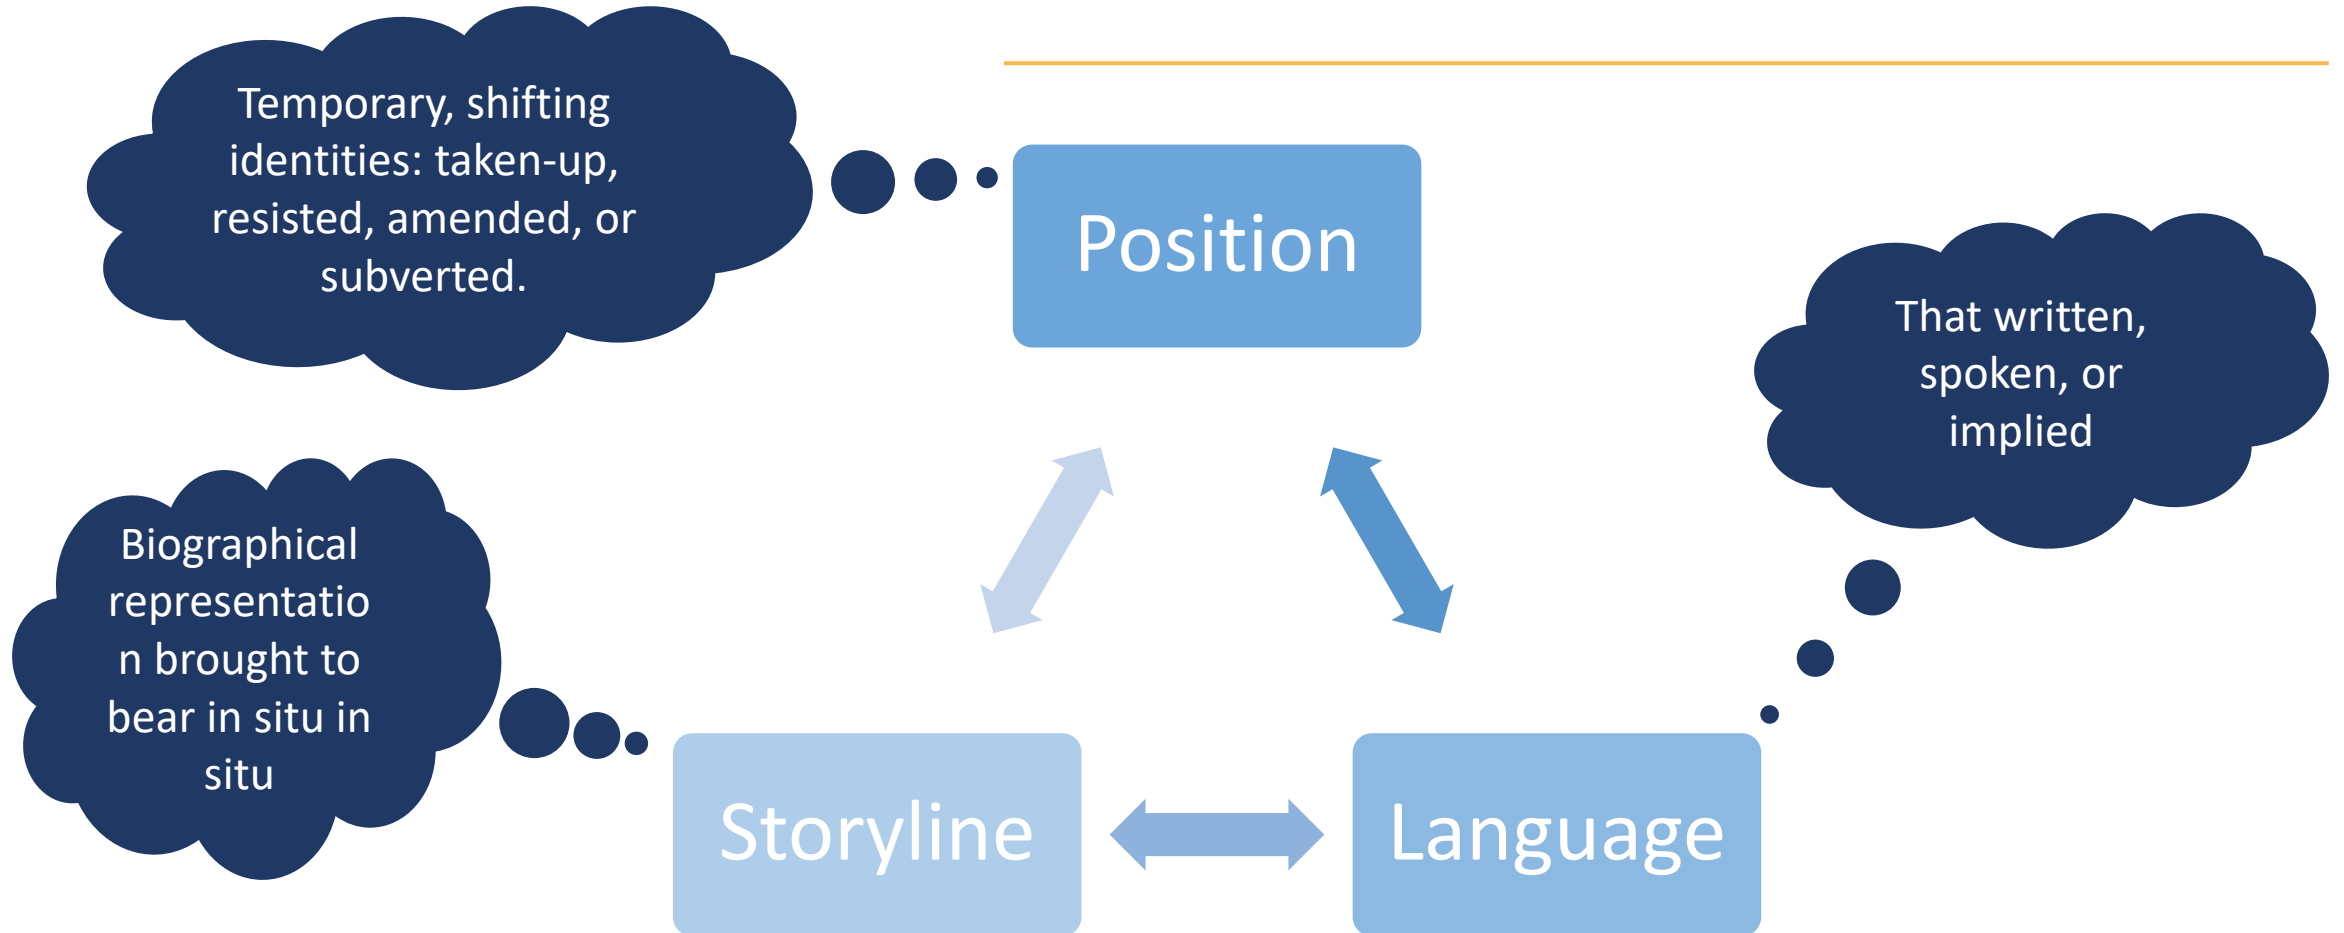 Temporary, shifting
identities: taken-up,
resisted, amended, or
subverted.
Position
That written,
spoken, or
implied
Biographical
representatio
n brought to
bear in situ in
situ
Storyline
Language